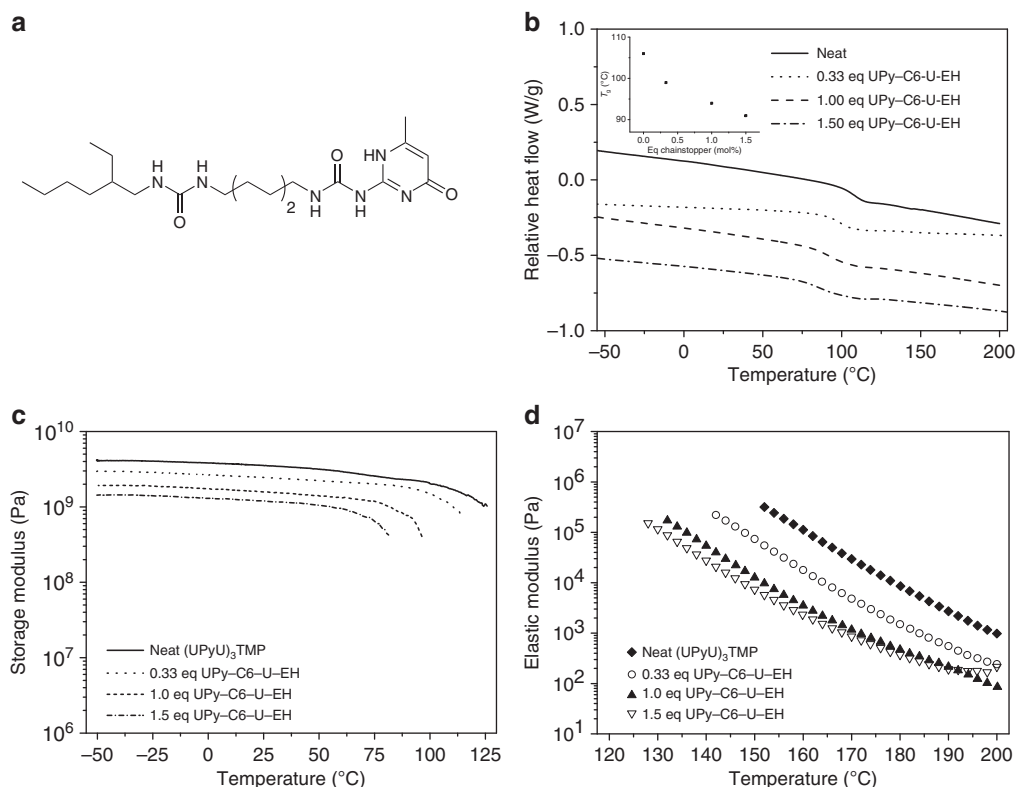 a
H
N
H
N
O
2
N
H
O
N
H
HN
N
O
b
Relative heat flow (W/g)
1.0
0.5
0.0
−0.5
−1.0
−50
0
50
100
150
200
Temperature (°C)
Tg (°C)
110
100
90
0.0
0.5
1.0
1.5
Eq chainstopper (mol%)
Neat
0.33 eq UPy–C6-U-EH
1.00 eq UPy–C6-U-EH
1.50 eq UPy–C6-U-EH
c
Storage modulus (Pa)
10^10
10^9
10^8
10^7
10^6
−50
−25
0
25
50
75
100
125
Temperature (°C)
Neat (UPyU)3TMP
0.33 eq UPy–C6–U–EH
1.0 eq UPy–C6–U–EH
1.5 eq UPy–C6–U–EH
d
Elastic modulus (Pa)
10^7
10^6
10^5
10^4
10^3
10^2
10^1
120
130
140
150
160
170
180
190
200
Temperature (°C)
Neat (UPyU)3TMP
0.33 eq UPy–C6–U–EH
1.0 eq UPy–C6–U–EH
1.5 eq UPy–C6–U–EH